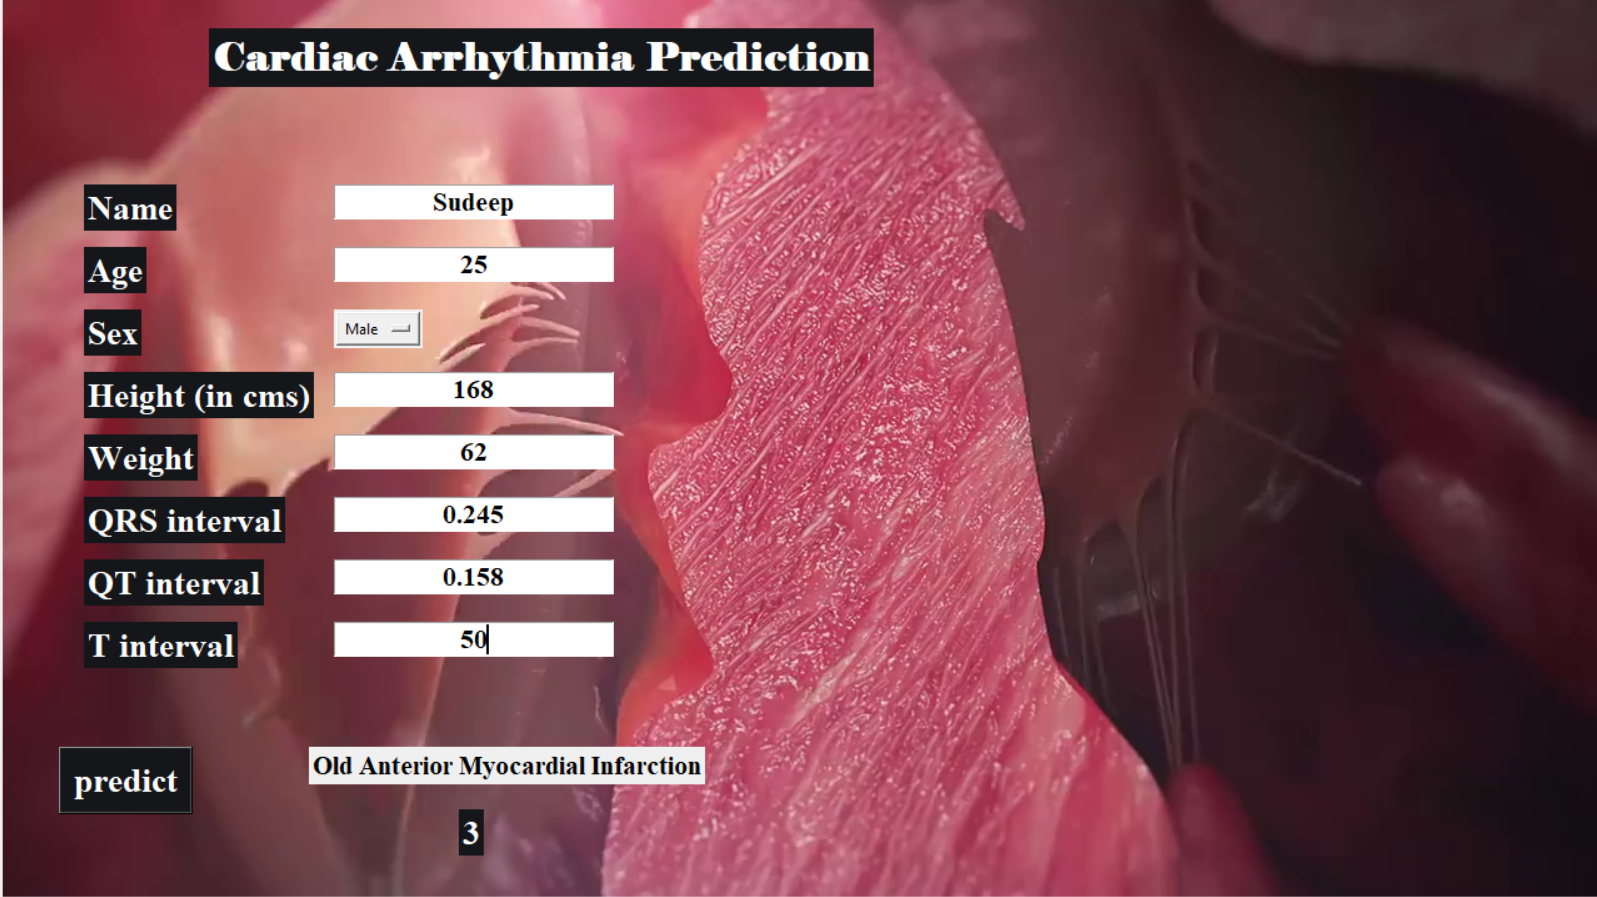 Cardiac Arrhythmia Prediction
Name Sudeep
Age 25
Sex Male
Height (in cms) 168
Weight 62
QRS interval 0.245
QT interval 0.158
T interval 50
predict Old Anterior Myocardial Infarction
3